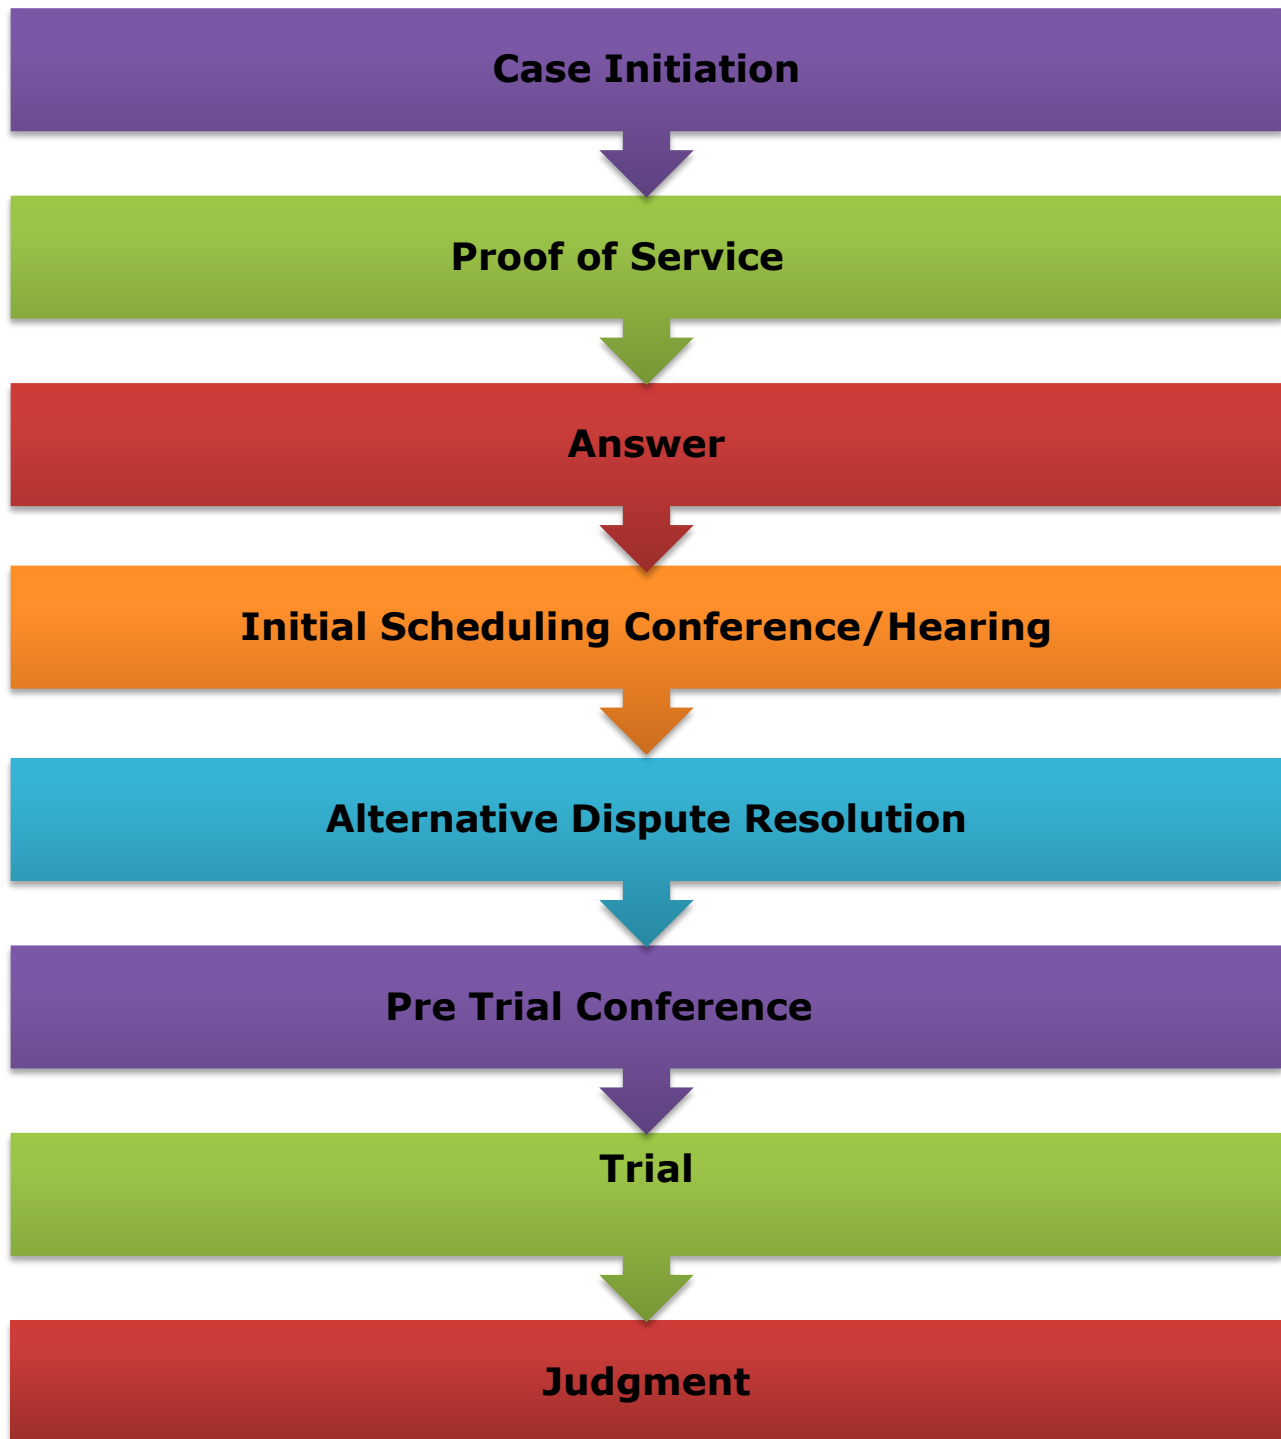 Case Initiation
Proof of Service
Answer
Initial Scheduling Conference/Hearing
Alternative Dispute Resolution
Pre Trial Conference
Trial
Judgment